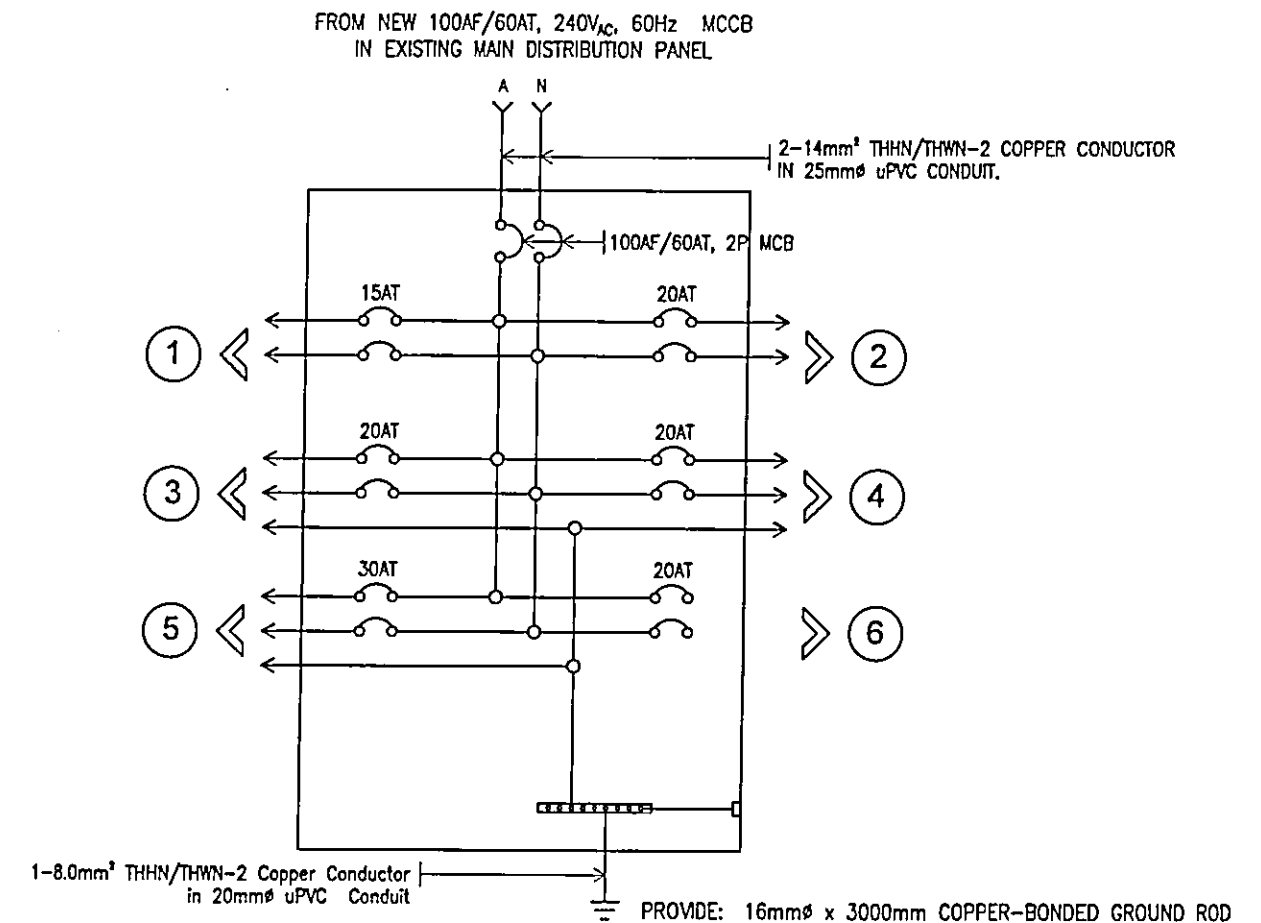 FROM NEW 100AF/60AT, 240VAC, 60Hz MCCB
IN EXISTING MAIN DISTRIBUTION PANEL
A N
2-14mm² THHN/THWN-2 COPPER CONDUCTOR
IN 25mmø uPVC CONDUIT.
100AF/60AT, 2P MCB
15AT 20AT
1 2
20AT 20AT
3 4
30AT 20AT
5 6
1-8.0mm² THHN/THWN-2 Copper Conductor
in 20mmø uPVC Conduit
PROVIDE: 16mmø x 3000mm COPPER-BONDED GROUND ROD